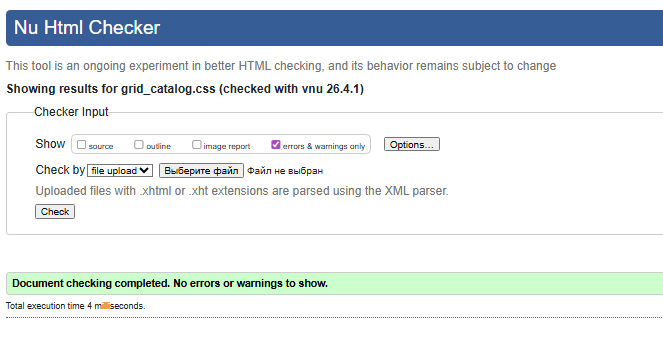 Nu Html Checker
This tool is an ongoing experiment in better HTML checking, and its behavior remains subject to change
Showing results for grid_catalog.css (checked with vnu 26.4.1)
Checker Input
Show source outline image report errors & warnings only Options...
Check by file upload Выберите файл Файл не выбран
Uploaded files with .xhtml or .xht extensions are parsed using the XML parser.
Check
Document checking completed. No errors or warnings to show.
Total execution time 4 milliseconds.